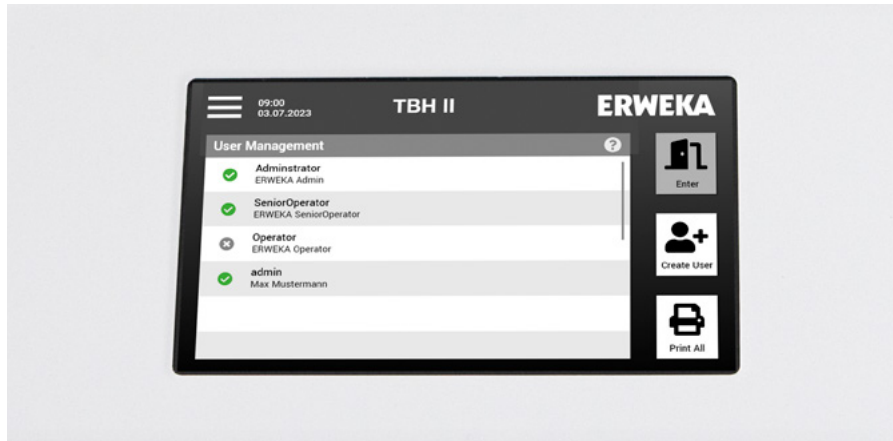 09:00
03.07.2023
TBH II
ERWEKA
User Management
?
Adminstrator
ERWEKA Admin
SeniorOperator
ERWEKA SeniorOperator
Operator
ERWEKA Operator
admin
Max Mustermann
Enter
Create User
Print All